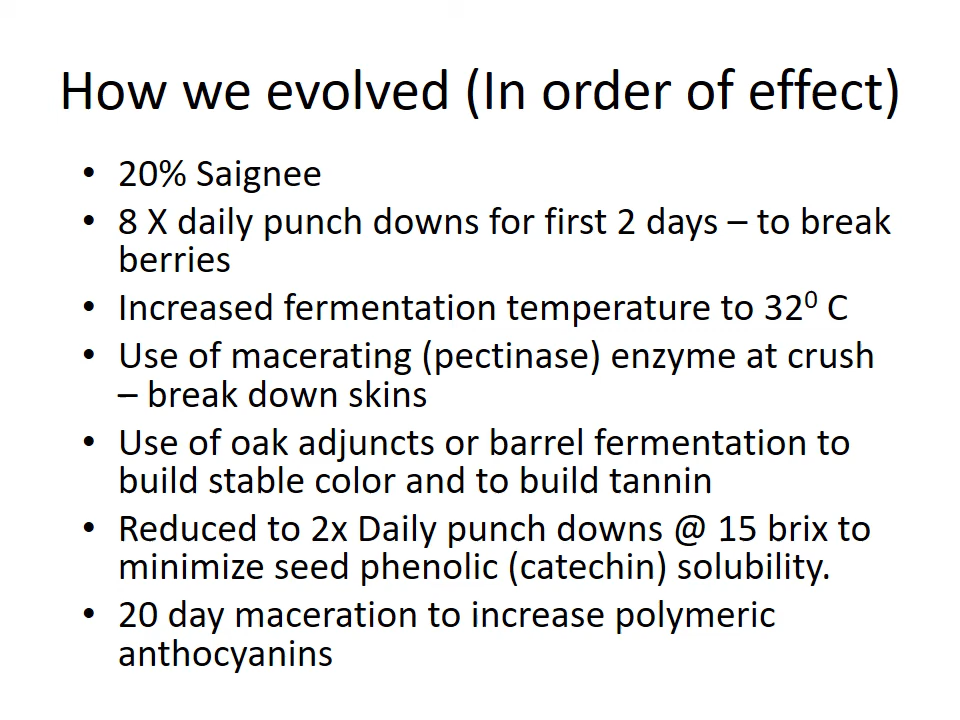 How we evolved (In order of effect)
• 20% Saignee
• 8 X daily punch downs for first 2 days – to break
berries
• Increased fermentation temperature to 32⁰ C
• Use of macerating (pectinase) enzyme at crush
– break down skins
• Use of oak adjuncts or barrel fermentation to
build stable color and to build tannin
• Reduced to 2x Daily punch downs @ 15 brix to
minimize seed phenolic (catechin) solubility.
• 20 day maceration to increase polymeric
anthocyanins